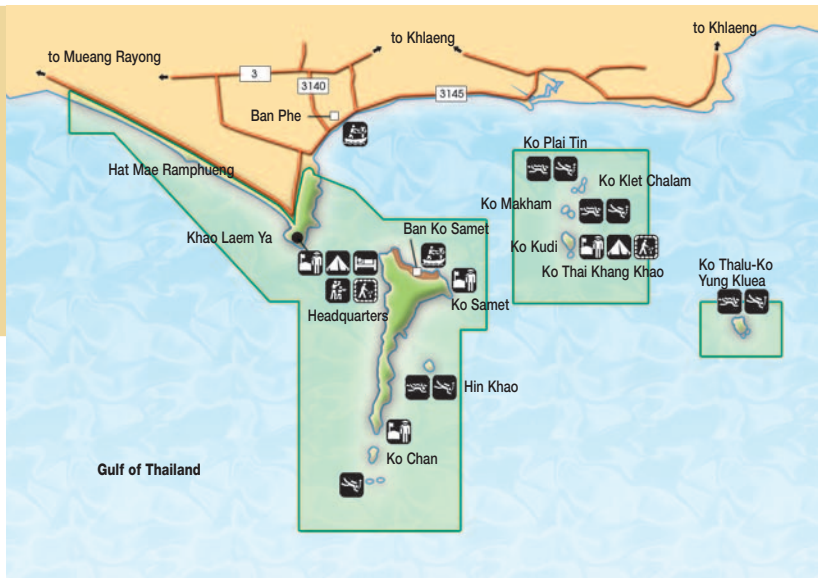 to Khlaeng
to Khlaeng
to Mueang Rayong
3
3140
3145
Ban Phe
Ko Plai Tin
Hat Mae Ramphueng
Ko Klet Chalam
Ko Makham
Khao Laem Ya
Ban Ko Samet
Ko Kudi
Ko Thai Khang Khao
Ko Thalu-Ko
Yung Kluea
Ko Samet
Headquarters
Hin Khao
Ko Chan
Gulf of Thailand